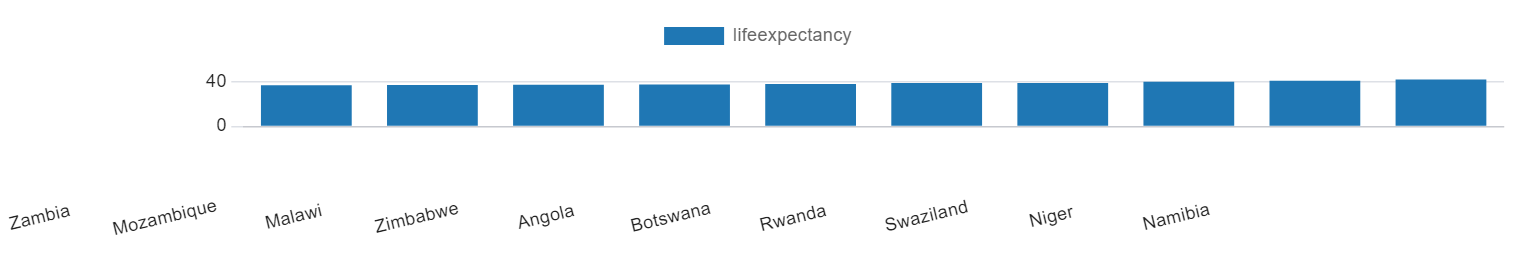 lifeexpectancy
40
0
Zambia
Mozambique
Malawi
Zimbabwe
Angola
Botswana
Rwanda
Swaziland
Niger
Namibia